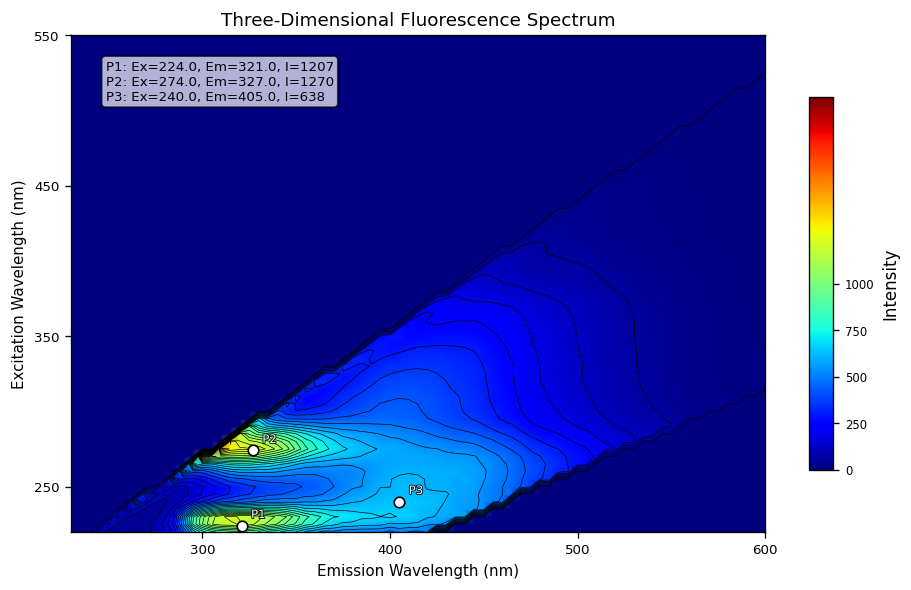 Three-Dimensional Fluorescence Spectrum
550
450
350
250
Excitation Wavelength (nm)
P1: Ex=224.0, Em=321.0, I=1207
P2: Ex=274.0, Em=327.0, I=1270
P3: Ex=240.0, Em=405.0, I=638
P2
P3
P1
300
400
500
600
Emission Wavelength (nm)
1000
750
500
250
0
Intensity